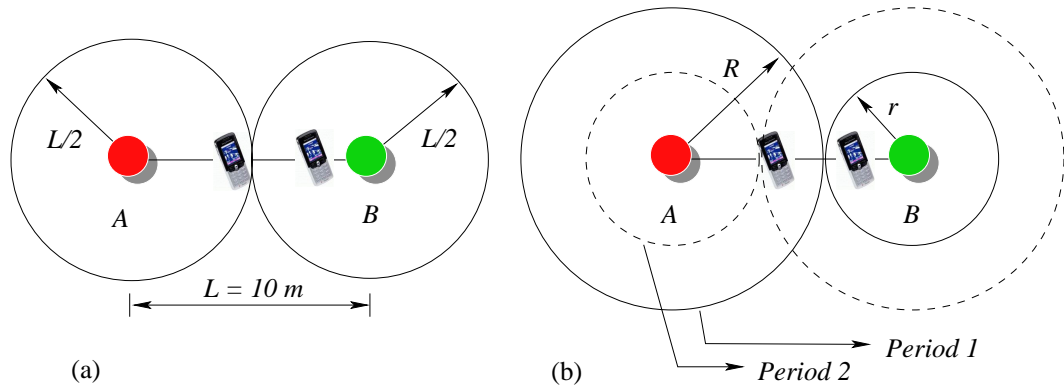 L/2
L/2
A
B
L = 10 m
(a)
R
r
A
B
Period 1
Period 2
(b)